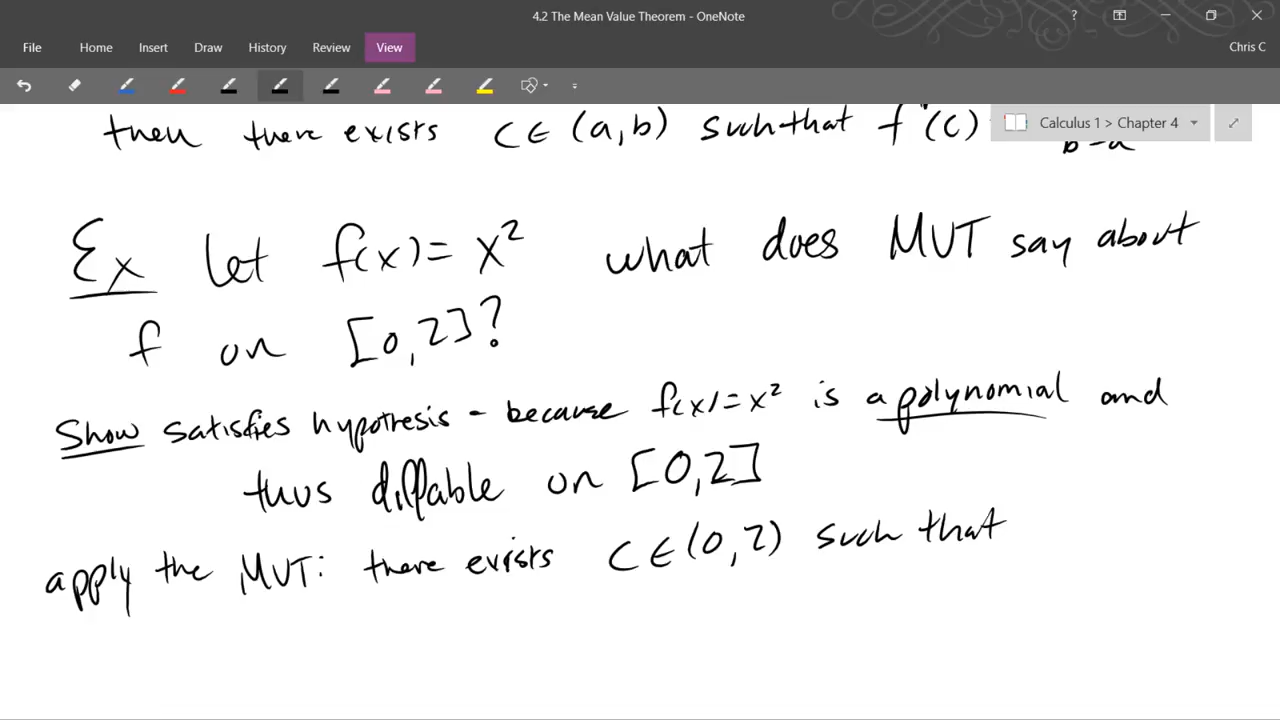 4.2 The Mean Value Theorem - OneNote
File Home Insert Draw History Review View
Chris C
Calculus 1 > Chapter 4
then there exists c ∈ (a,b) such that f'(c)
b-a
Ex let f(x) = x² what does MVT say about
f on [0,2]?
Show satisfies hypothesis - because f(x) = x² is a polynomial and
thus diffable on [0,2]
apply the MVT: there exists c ∈ (0,2) such that